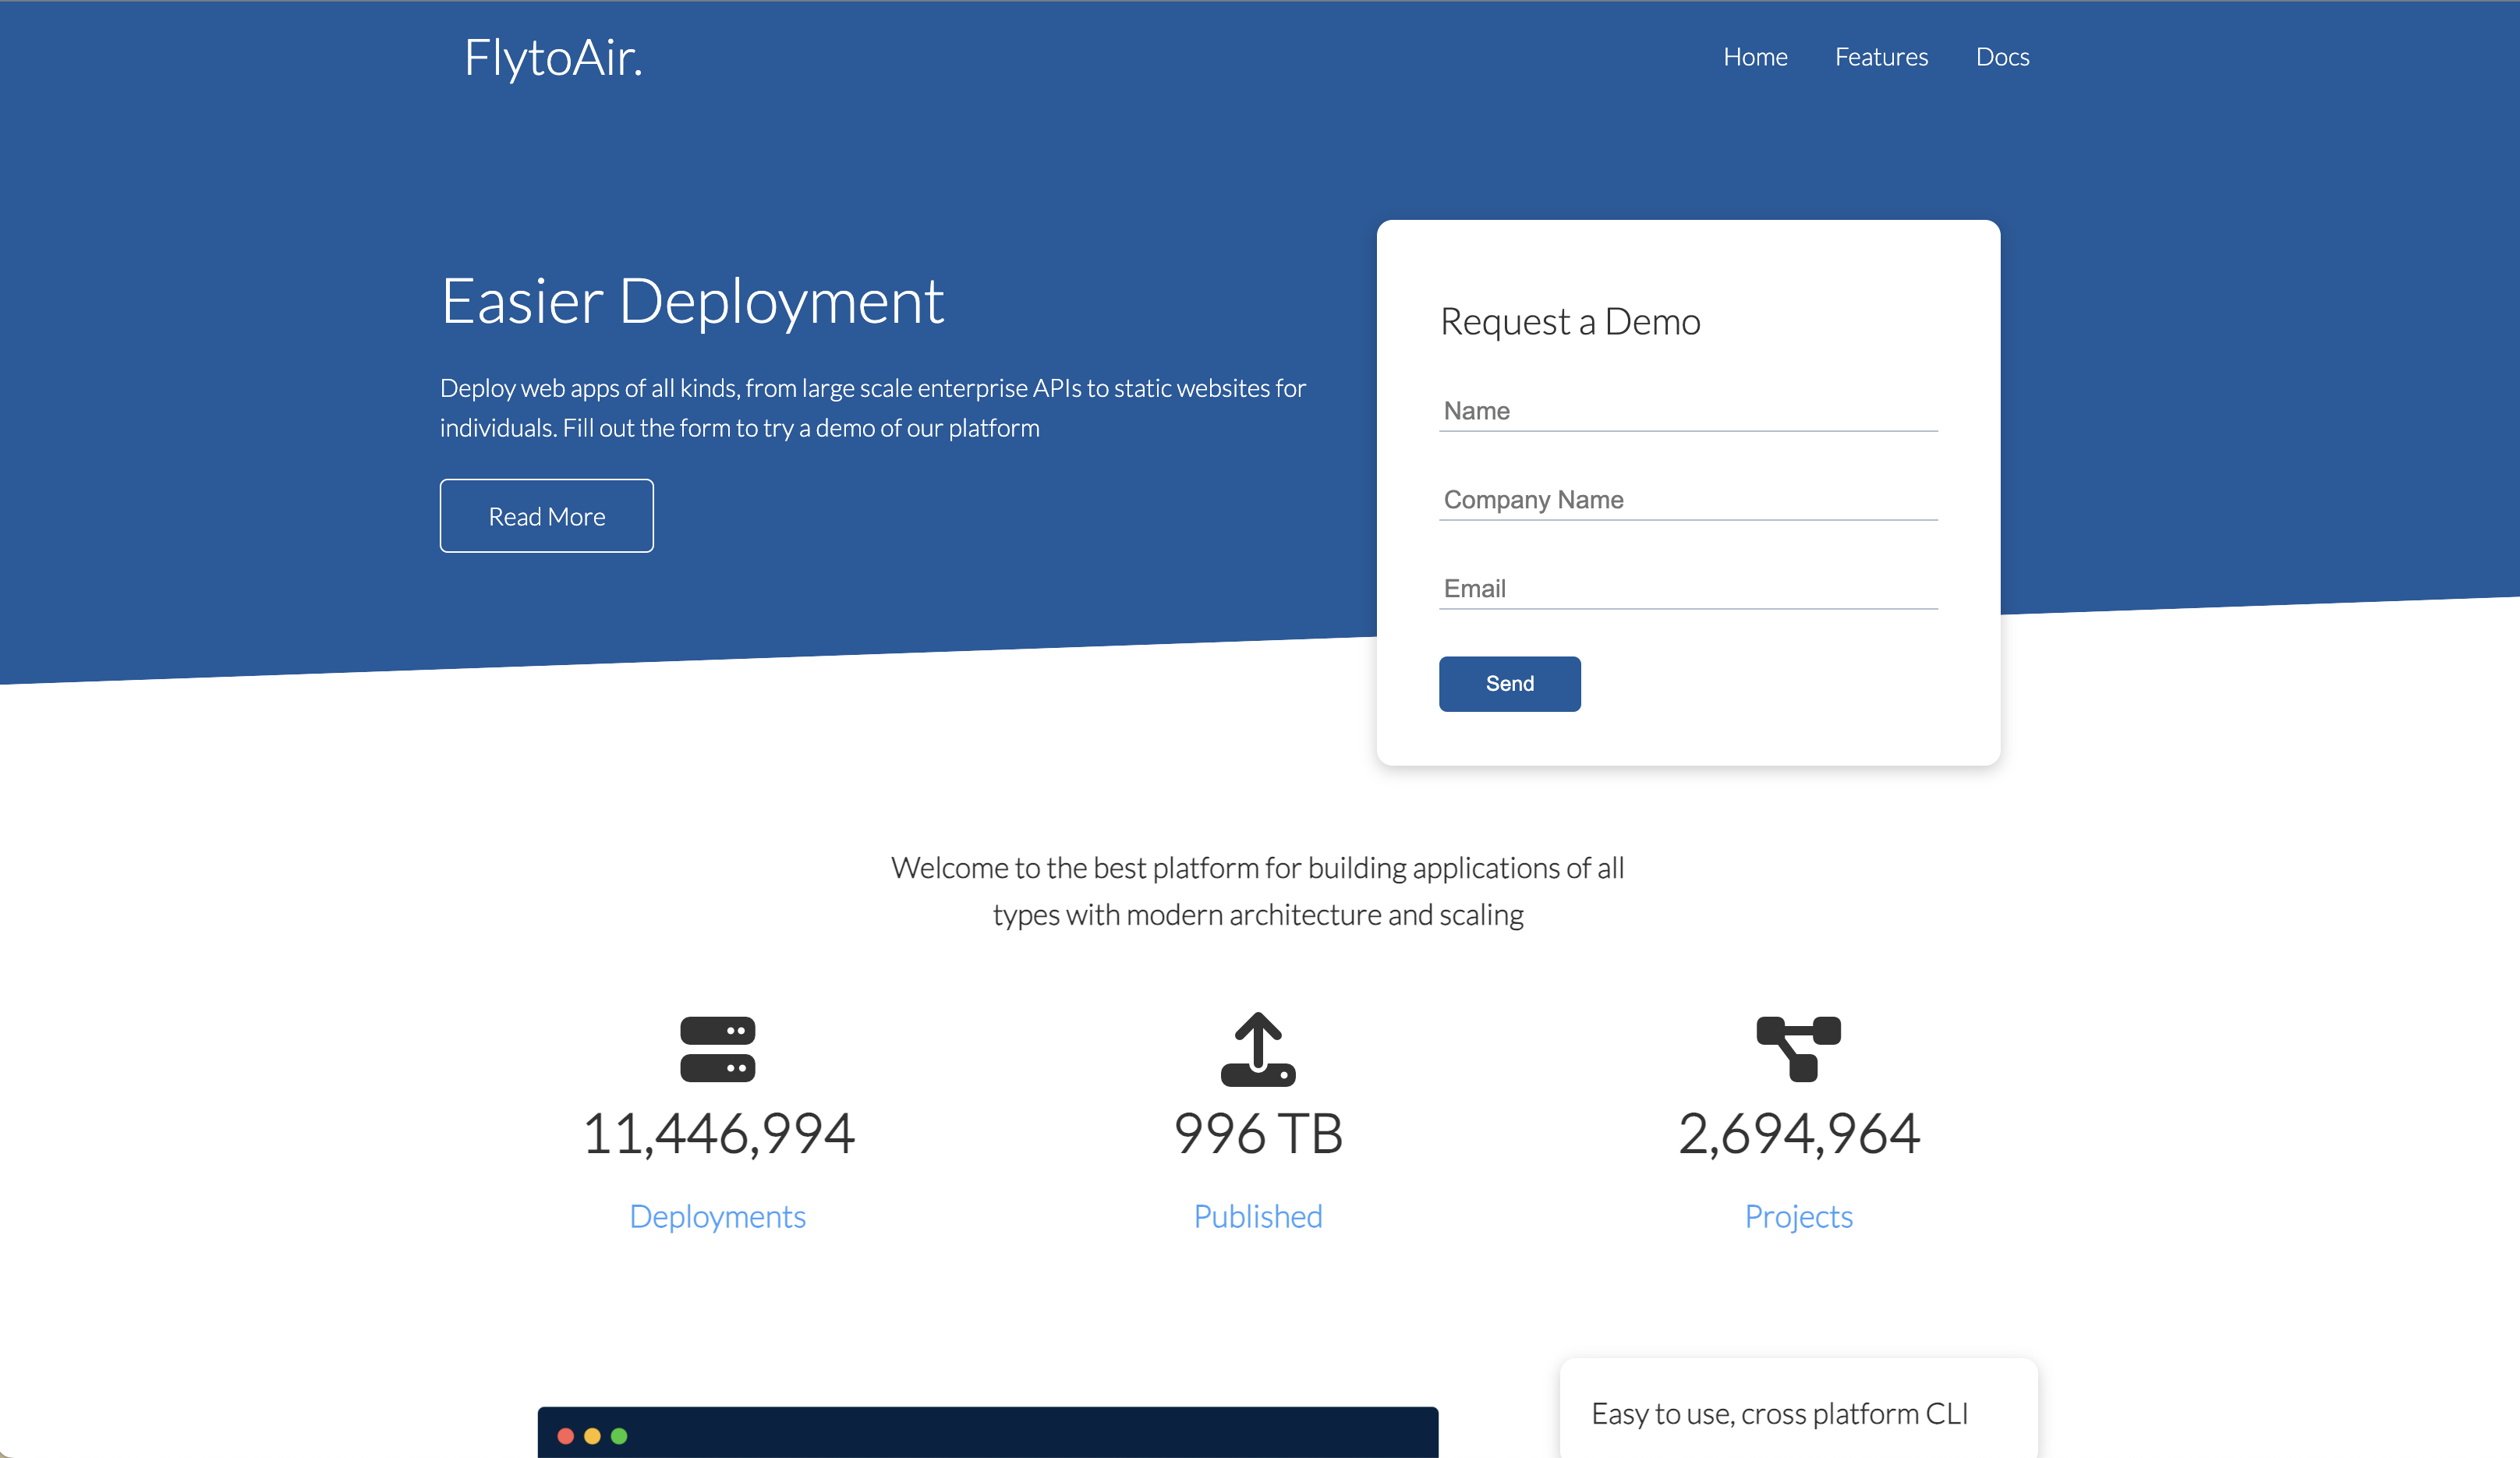 FlytoAir.
Home
Features
Docs
Easier Deployment
Deploy web apps of all kinds, from large scale enterprise APIs to static websites for
individuals. Fill out the form to try a demo of our platform
Read More
Request a Demo
Name
Company Name
Email
Send
Welcome to the best platform for building applications of all
types with modern architecture and scaling
11,446,994
Deployments
996 TB
Published
2,694,964
Projects
Easy to use, cross platform CLI